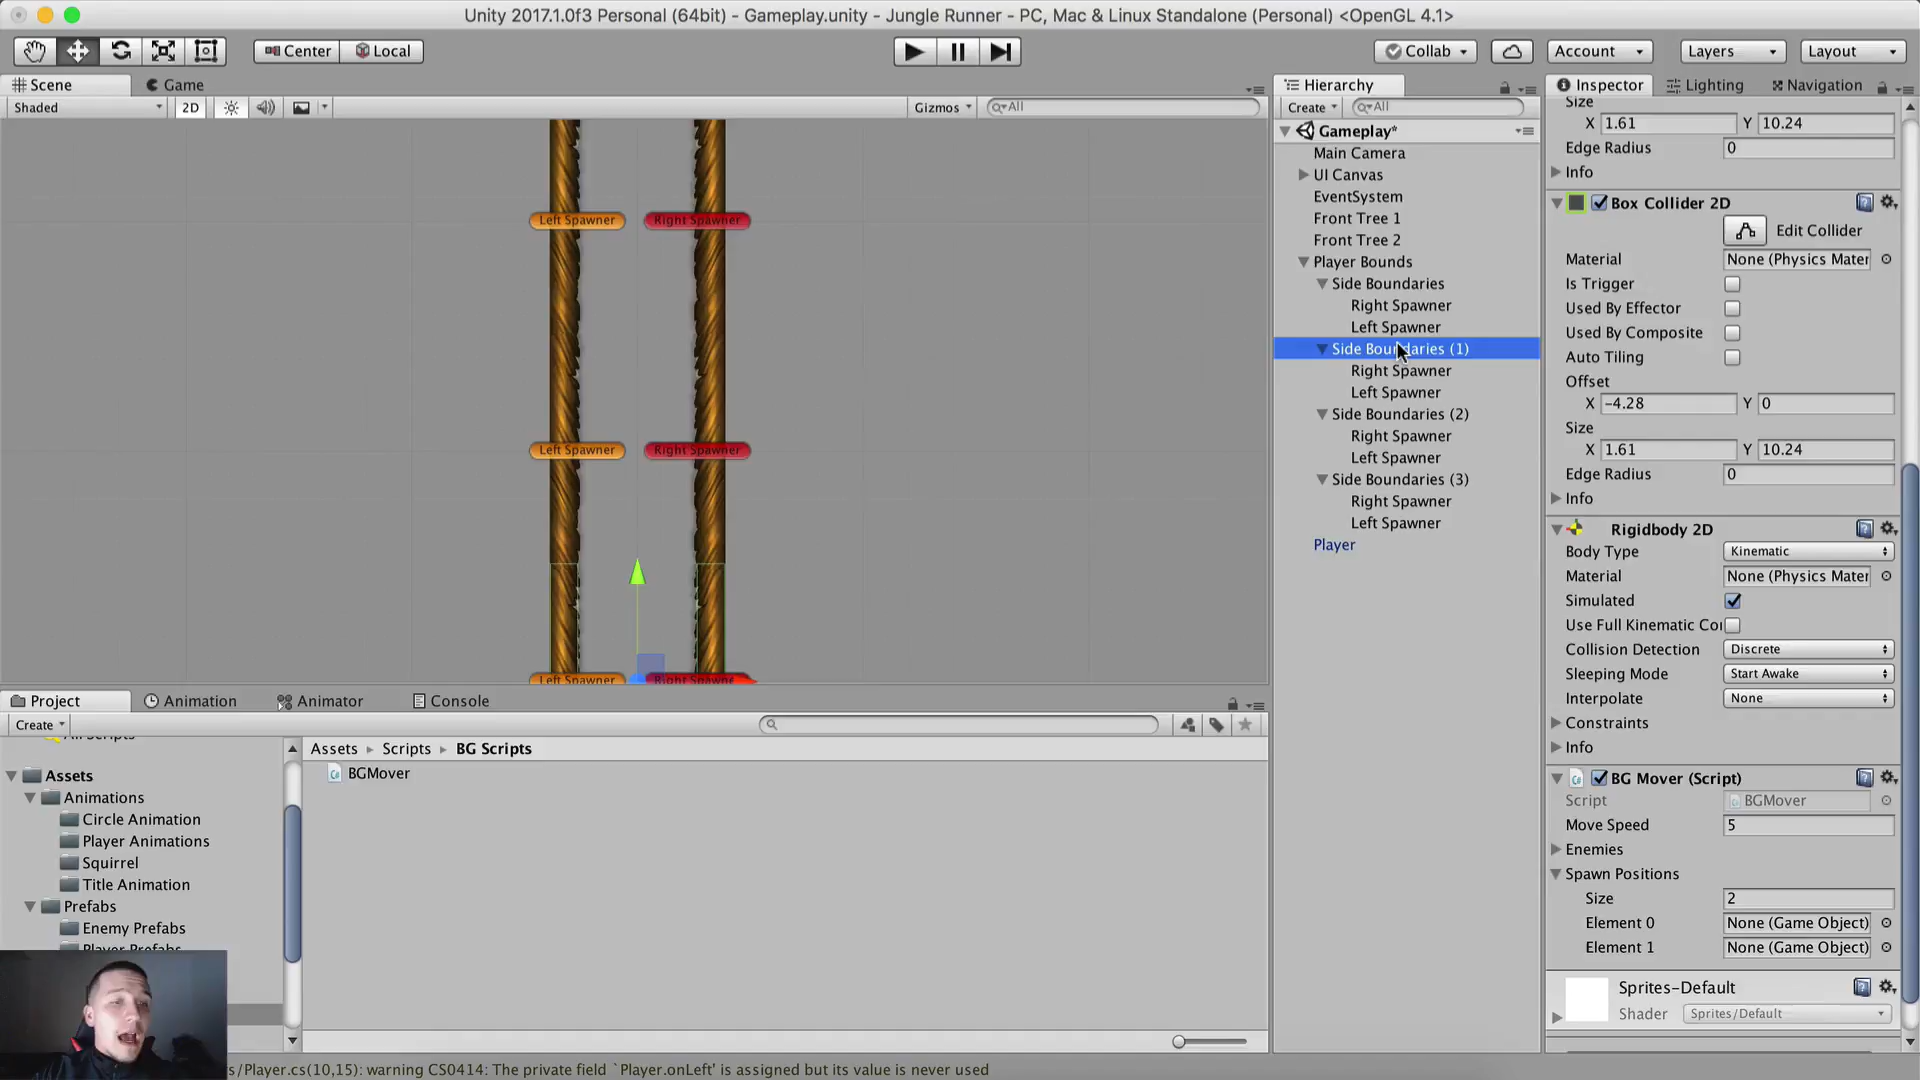 Unity 2017.1.0f3 Personal (64bit) - Gameplay.unity - Jungle Runner - PC, Mac & Linux Standalone (Personal) <OpenGL 4.1>
Center Local Collab Account Layers Layout
Scene Game
Shaded 2D Gizmos All
Left Spawner Right Spawner
Left Spawner Right Spawner
Left Spawner Right Spawne
Hierarchy
Create All
Gameplay*
Main Camera
UI Canvas
EventSystem
Front Tree 1
Front Tree 2
Player Bounds
Side Boundaries
Right Spawner
Left Spawner
Side Boundaries (1)
Right Spawner
Left Spawner
Side Boundaries (2)
Right Spawner
Left Spawner
Side Boundaries (3)
Right Spawner
Left Spawner
Player
Inspector Lighting Navigation
Size
X 1.61 Y 10.24
Edge Radius 0
Info
Box Collider 2D
Edit Collider
Material None (Physics Mater
Is Trigger
Used By Effector
Used By Composite
Auto Tiling
Offset
X -4.28 Y 0
Size
X 1.61 Y 10.24
Edge Radius 0
Info
Rigidbody 2D
Body Type Kinematic
Material None (Physics Mater
Simulated
Use Full Kinematic Co
Collision Detection Discrete
Sleeping Mode Start Awake
Interpolate None
Constraints
Info
BG Mover (Script)
Script BGMover
Move Speed 5
Enemies
Spawn Positions
Size 2
Element 0 None (Game Object)
Element 1 None (Game Object)
Sprites-Default
Shader Sprites/Default
Project Animation Animator Console
Create
All Scripts
Assets
Animations
Circle Animation
Player Animations
Squirrel
Title Animation
Prefabs
Enemy Prefabs
Player Prefabs
Assets Scripts BG Scripts
BGMover
s/Player.cs(10,15): warning CS0414: The private field `Player.onLeft' is assigned but its value is never used